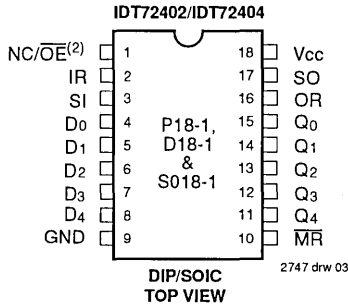 IDT72402/IDT72404
NC/OE(2) 1 18 Vcc
IR 2 17 SO
SI 3 16 OR
D0 4 15 Q0
D1 5 14 Q1
D2 6 13 Q2
D3 7 12 Q3
D4 8 11 Q4
GND 9 10 MR
P18-1,
D18-1
&
S018-1
2747 drw 03
DIP/SOIC
TOP VIEW